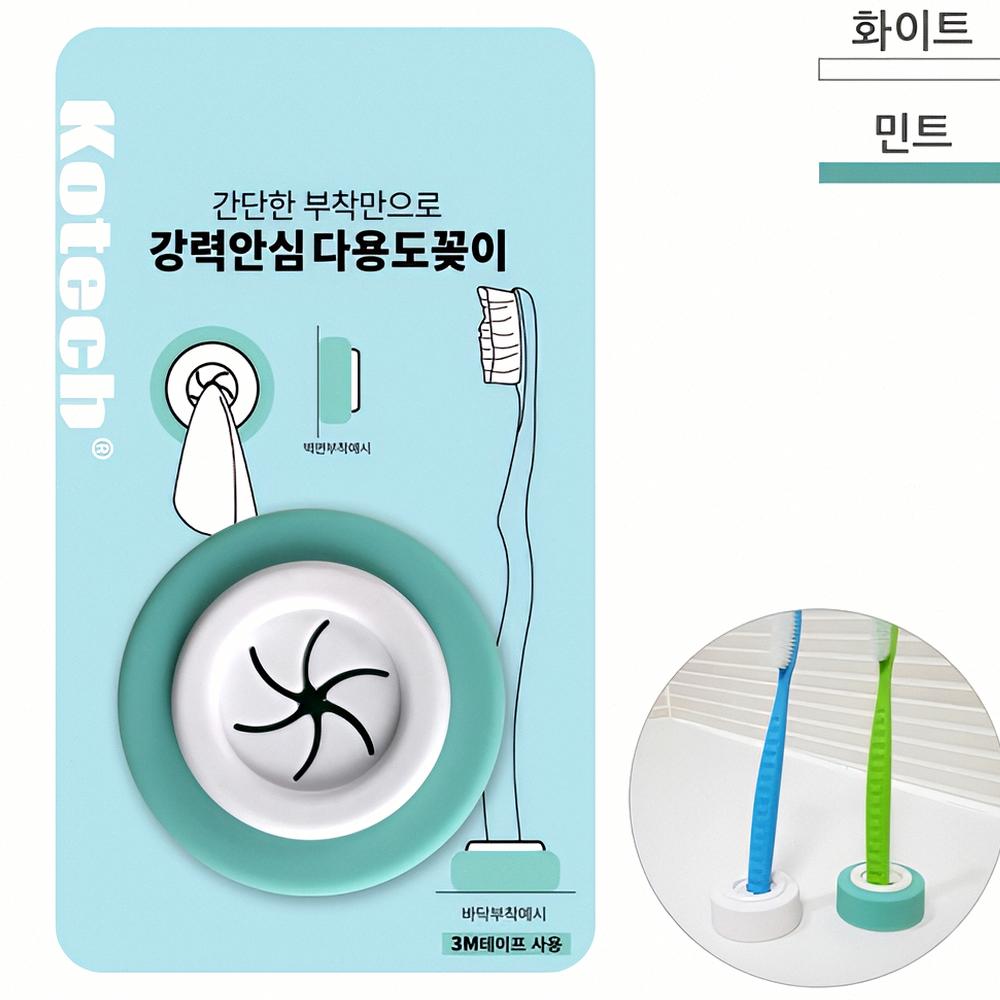 화이트
민트
Kotech®
간단한 부착만으로
강력안심 다용도꽂이
벽면부착예시
바닥부착예시
3M테이프 사용